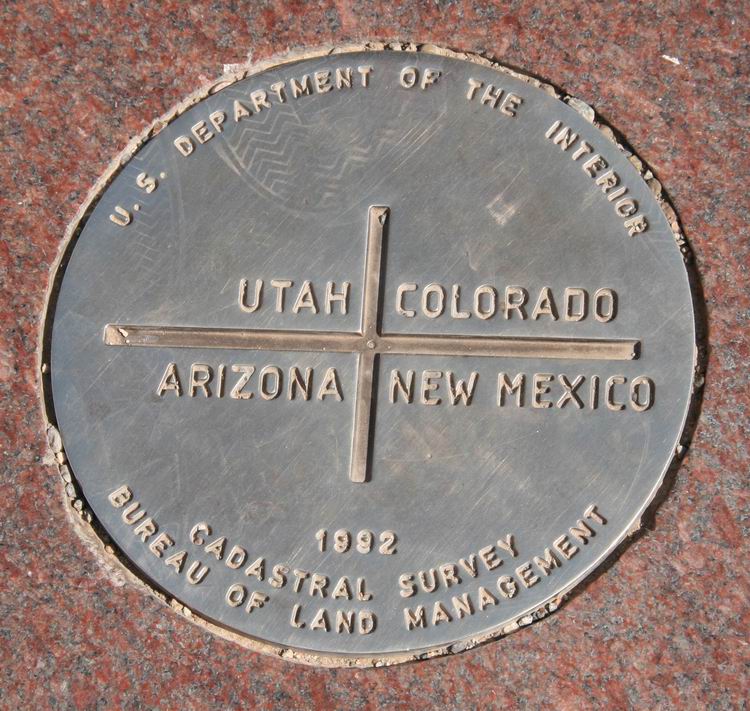 U.S. DEPARTMENT OF THE INTERIOR
UTAH COLORADO
ARIZONA NEW MEXICO
1992
CADASTRAL SURVEY
BUREAU OF LAND MANAGEMENT